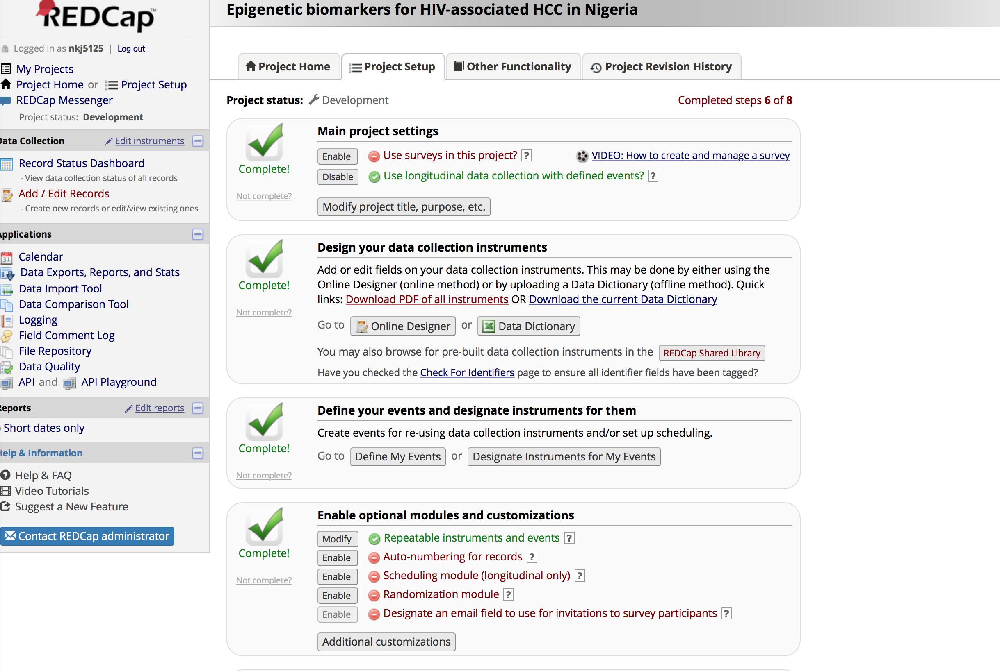 REDCap™
Logged in as nkj5125 | Log out
My Projects
Project Home or Project Setup
REDCap Messenger
Project status: Development
Data Collection Edit instruments
Record Status Dashboard
- View data collection status of all records
Add / Edit Records
- Create new records or edit/view existing ones
Applications
31 Calendar
Data Exports, Reports, and Stats
Data Import Tool
Data Comparison Tool
Logging
Field Comment Log
File Repository
Data Quality
API and API Playground
Reports Edit reports
Short dates only
Help & Information
Help & FAQ
Video Tutorials
Suggest a New Feature
Contact REDCap administrator
Epigenetic biomarkers for HIV-associated HCC in Nigeria
Project Home Project Setup Other Functionality Project Revision History
Project status: Development Completed steps 6 of 8
Complete!
Not complete?
Main project settings
Enable Use surveys in this project? ? VIDEO: How to create and manage a survey
Disable Use longitudinal data collection with defined events? ?
Modify project title, purpose, etc.
Complete!
Not complete?
Design your data collection instruments
Add or edit fields on your data collection instruments. This may be done by either using the
Online Designer (online method) or by uploading a Data Dictionary (offline method). Quick
links: Download PDF of all instruments OR Download the current Data Dictionary
Go to Online Designer or Data Dictionary
You may also browse for pre-built data collection instruments in the REDCap Shared Library
Have you checked the Check For Identifiers page to ensure all identifier fields have been tagged?
Complete!
Not complete?
Define your events and designate instruments for them
Create events for re-using data collection instruments and/or set up scheduling.
Go to Define My Events or Designate Instruments for My Events
Complete!
Not complete?
Enable optional modules and customizations
Modify Repeatable instruments and events ?
Enable Auto-numbering for records ?
Enable Scheduling module (longitudinal only) ?
Enable Randomization module ?
Enable Designate an email field to use for invitations to survey participants ?
Additional customizations